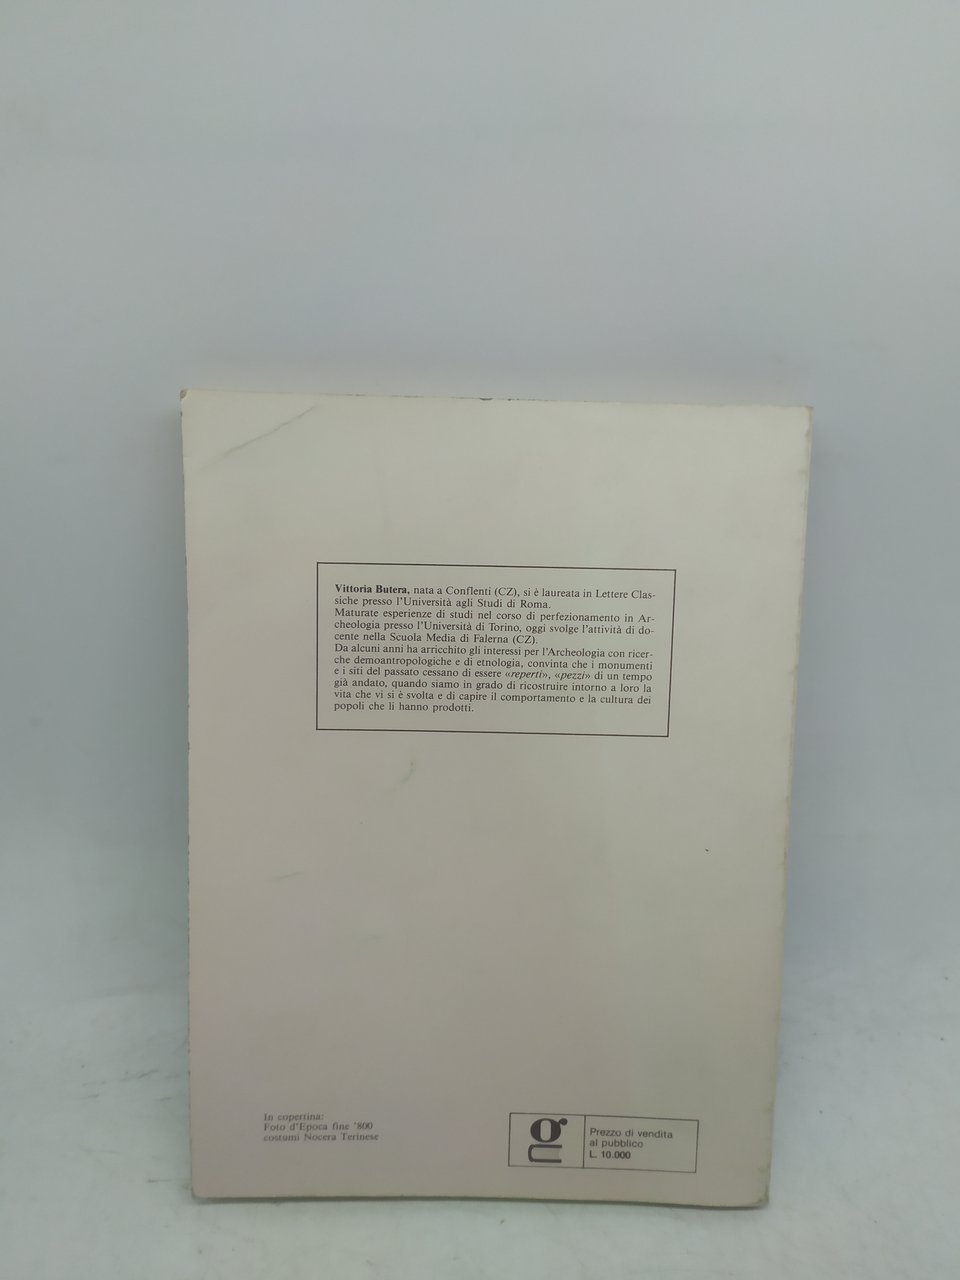 Vittoria Butera, nata a Conflenti (CZ), si è laureata in Lettere Clas-
siche presso l'Università agli Studi di Roma.
Maturate esperienze di studi nel corso di perfezionamento in Ar-
cheologia presso l'Università di Torino, oggi svolge l'attività di do-
cente nella Scuola Media di Falerna (CZ).
Da alcuni anni ha arricchito gli interessi per l'Archeologia con ricer-
che demoantropologiche e di etnologia, convinta che i monumenti
e i siti del passato cessano di essere «reperti», «pezzi» di un tempo
già andato, quando siamo in grado di ricostruire intorno a loro la
vita che vi si è svolta e di capire il comportamento e la cultura dei
popoli che li hanno prodotti.
In copertina:
Foto d'Epoca fine '800
costumi Nocera Terinese
Prezzo di vendita
al pubblico
L. 10.000